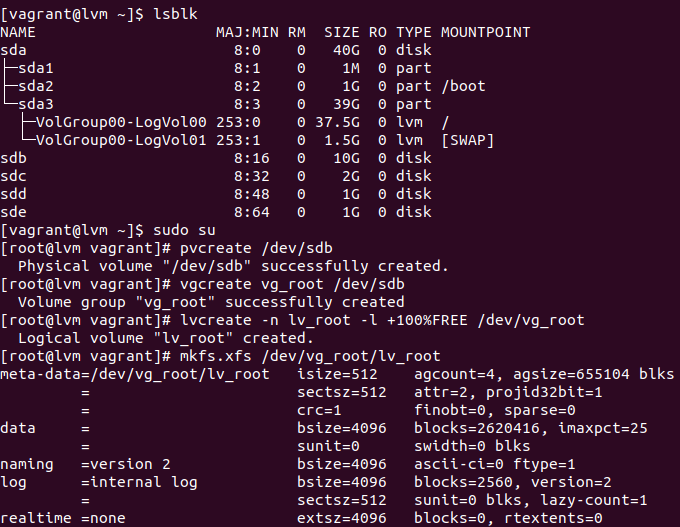 [vagrant@lvm ~]$ lsblk
NAME                    MAJ:MIN RM  SIZE RO TYPE MOUNTPOINT
sda                       8:0    0   40G  0 disk
├─sda1                    8:1    0    1M  0 part
├─sda2                    8:2    0    1G  0 part /boot
└─sda3                    8:3    0   39G  0 part
  ├─VolGroup00-LogVol00 253:0    0 37.5G  0 lvm  /
  └─VolGroup00-LogVol01 253:1    0  1.5G  0 lvm  [SWAP]
sdb                       8:16   0   10G  0 disk
sdc                       8:32   0    2G  0 disk
sdd                       8:48   0    1G  0 disk
sde                       8:64   0    1G  0 disk
[vagrant@lvm ~]$ sudo su
[root@lvm vagrant]# pvcreate /dev/sdb
  Physical volume "/dev/sdb" successfully created.
[root@lvm vagrant]# vgcreate vg_root /dev/sdb
  Volume group "vg_root" successfully created
[root@lvm vagrant]# lvcreate -n lv_root -l +100%FREE /dev/vg_root
  Logical volume "lv_root" created.
[root@lvm vagrant]# mkfs.xfs /dev/vg_root/lv_root
meta-data=/dev/vg_root/lv_root   isize=512    agcount=4, agsize=655104 blks
         =                       sectsz=512   attr=2, projid32bit=1
         =                       crc=1        finobt=0, sparse=0
data     =                       bsize=4096   blocks=2620416, imaxpct=25
         =                       sunit=0      swidth=0 blks
naming   =version 2              bsize=4096   ascii-ci=0 ftype=1
log      =internal log           bsize=4096   blocks=2560, version=2
         =                       sectsz=512   sunit=0 blks, lazy-count=1
realtime =none                   extsz=4096   blocks=0, rtextents=0